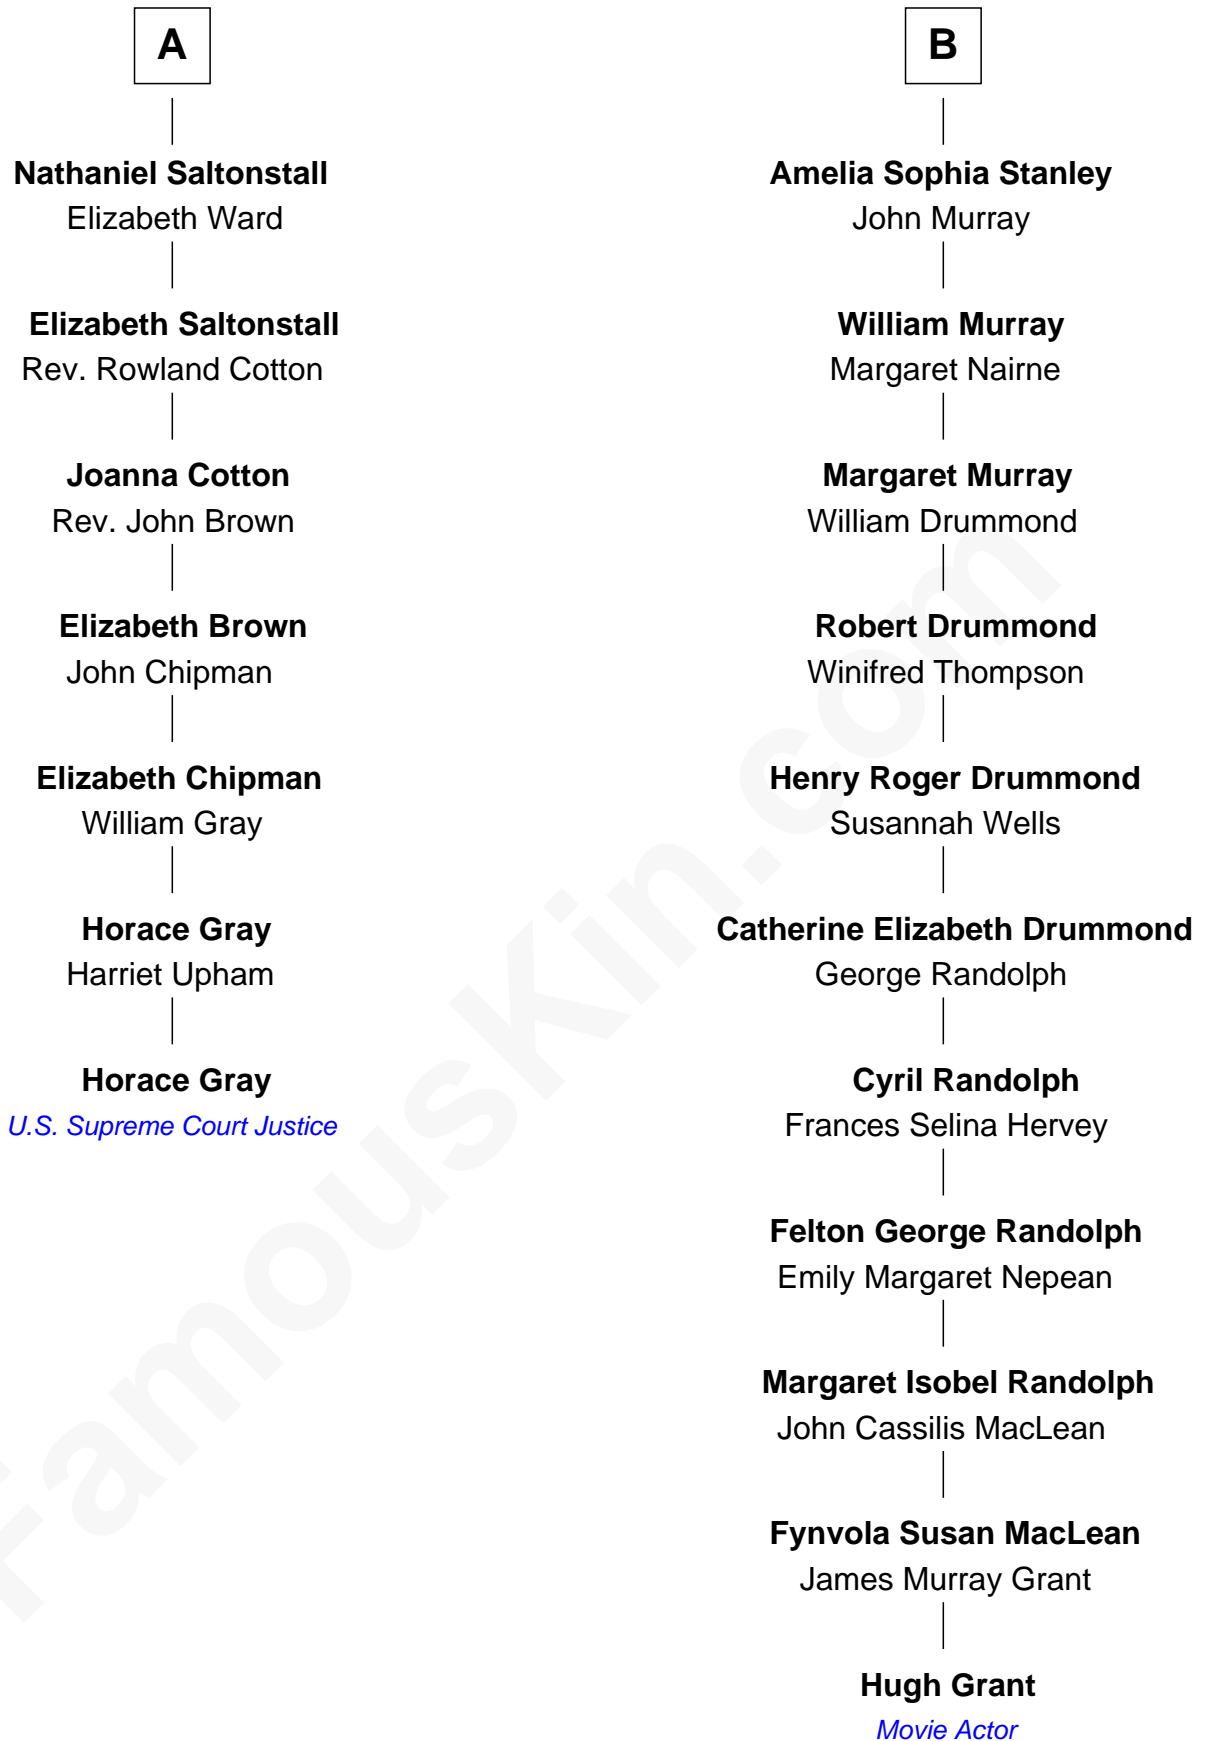 A
Nathaniel Saltonstall
Elizabeth Ward
Elizabeth Saltonstall
Rev. Rowland Cotton
Joanna Cotton
Rev. John Brown
Elizabeth Brown
John Chipman
Elizabeth Chipman
William Gray
Horace Gray
Harriet Upham
Horace Gray
U.S. Supreme Court Justice
B
Amelia Sophia Stanley
John Murray
William Murray
Margaret Nairne
Margaret Murray
William Drummond
Robert Drummond
Winifred Thompson
Henry Roger Drummond
Susannah Wells
Catherine Elizabeth Drummond
George Randolph
Cyril Randolph
Frances Selina Hervey
Felton George Randolph
Emily Margaret Nepean
Margaret Isobel Randolph
John Cassilis MacLean
Fynvola Susan MacLean
James Murray Grant
Hugh Grant
Movie Actor
FamousKin.com